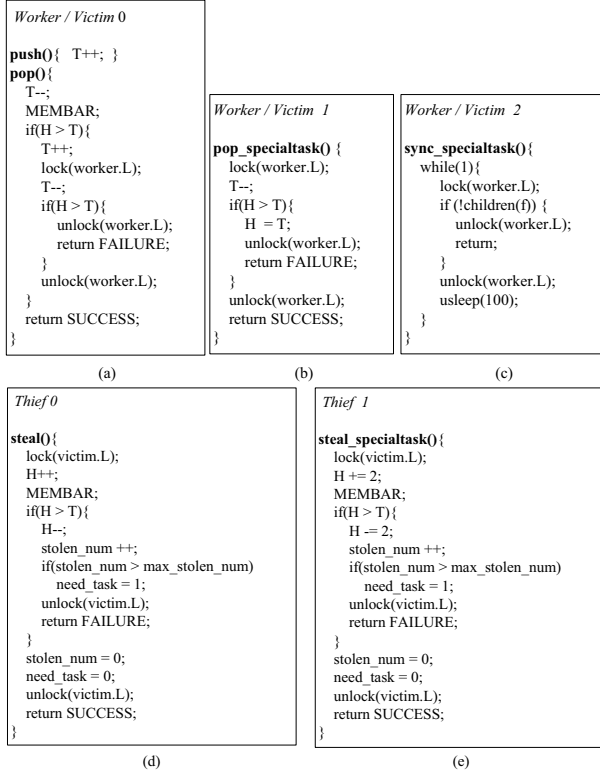 Worker / Victim 0
push(){ T++; }
pop(){
T--;
MEMBAR;
if(H > T){
T++;
lock(worker.L);
T--;
if(H > T){
unlock(worker.L);
return FAILURE;
}
unlock(worker.L);
}
return SUCCESS;
}
(a)
Worker / Victim 1
pop_specialtask() {
lock(worker.L);
T--;
if(H > T){
H = T;
unlock(worker.L);
return FAILURE;
}
unlock(worker.L);
return SUCCESS;
}
(b)
Worker / Victim 2
sync_specialtask(){
while(1){
lock(worker.L);
if (!children(f)) {
unlock(worker.L);
return;
}
unlock(worker.L);
usleep(100);
}
}
(c)
Thief 0
steal(){
lock(victim.L);
H++;
MEMBAR;
if(H > T){
H--;
stolen_num ++;
if(stolen_num > max_stolen_num)
need_task = 1;
unlock(victim.L);
return FAILURE;
}
stolen_num = 0;
need_task = 0;
unlock(victim.L);
return SUCCESS;
}
(d)
Thief 1
steal_specialtask(){
lock(victim.L);
H += 2;
MEMBAR;
if(H > T){
H -= 2;
stolen_num ++;
if(stolen_num > max_stolen_num)
need_task = 1;
unlock(victim.L);
return FAILURE;
}
stolen_num = 0;
need_task = 0;
unlock(victim.L);
return SUCCESS;
}
(e)